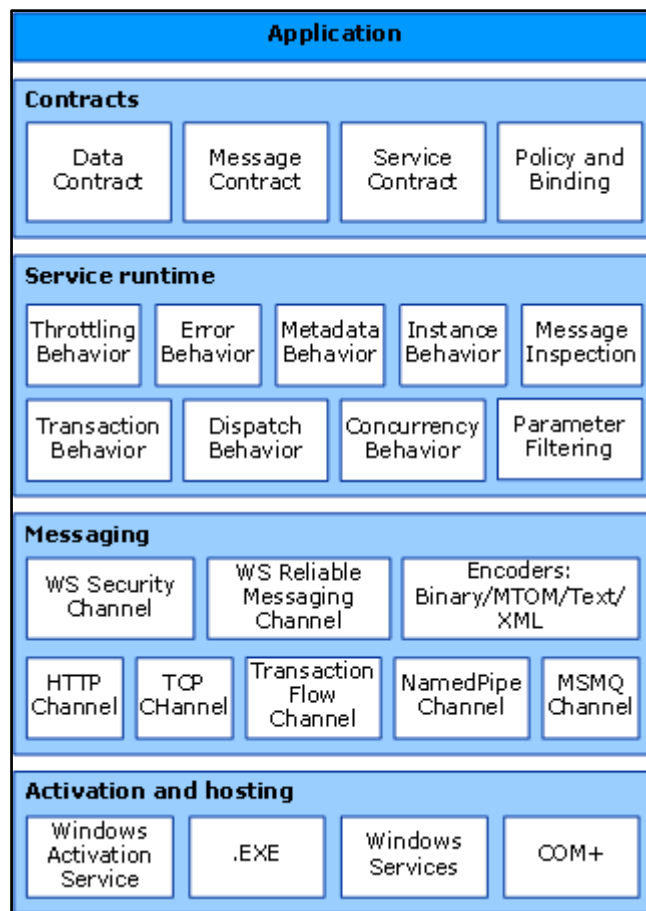 Application
Contracts
Data
Contract
Message
Contract
Service
Contract
Policy and
Binding
Service runtime
Throttling
Behavior
Error
Behavior
Metadata
Behavior
Instance
Behavior
Message
Inspection
Transaction
Behavior
Dispatch
Behavior
Concurrency
Behavior
Parameter
Filtering
Messaging
WS Security
Channel
WS Reliable
Messaging
Channel
Encoders:
Binary/MTOM/Text/
XML
HTTP
Channel
TCP
CHannel
Transaction
Flow
Channel
NamedPipe
Channel
MSMQ
Channel
Activation and hosting
Windows
Activation
Service
.EXE
Windows
Services
COM+